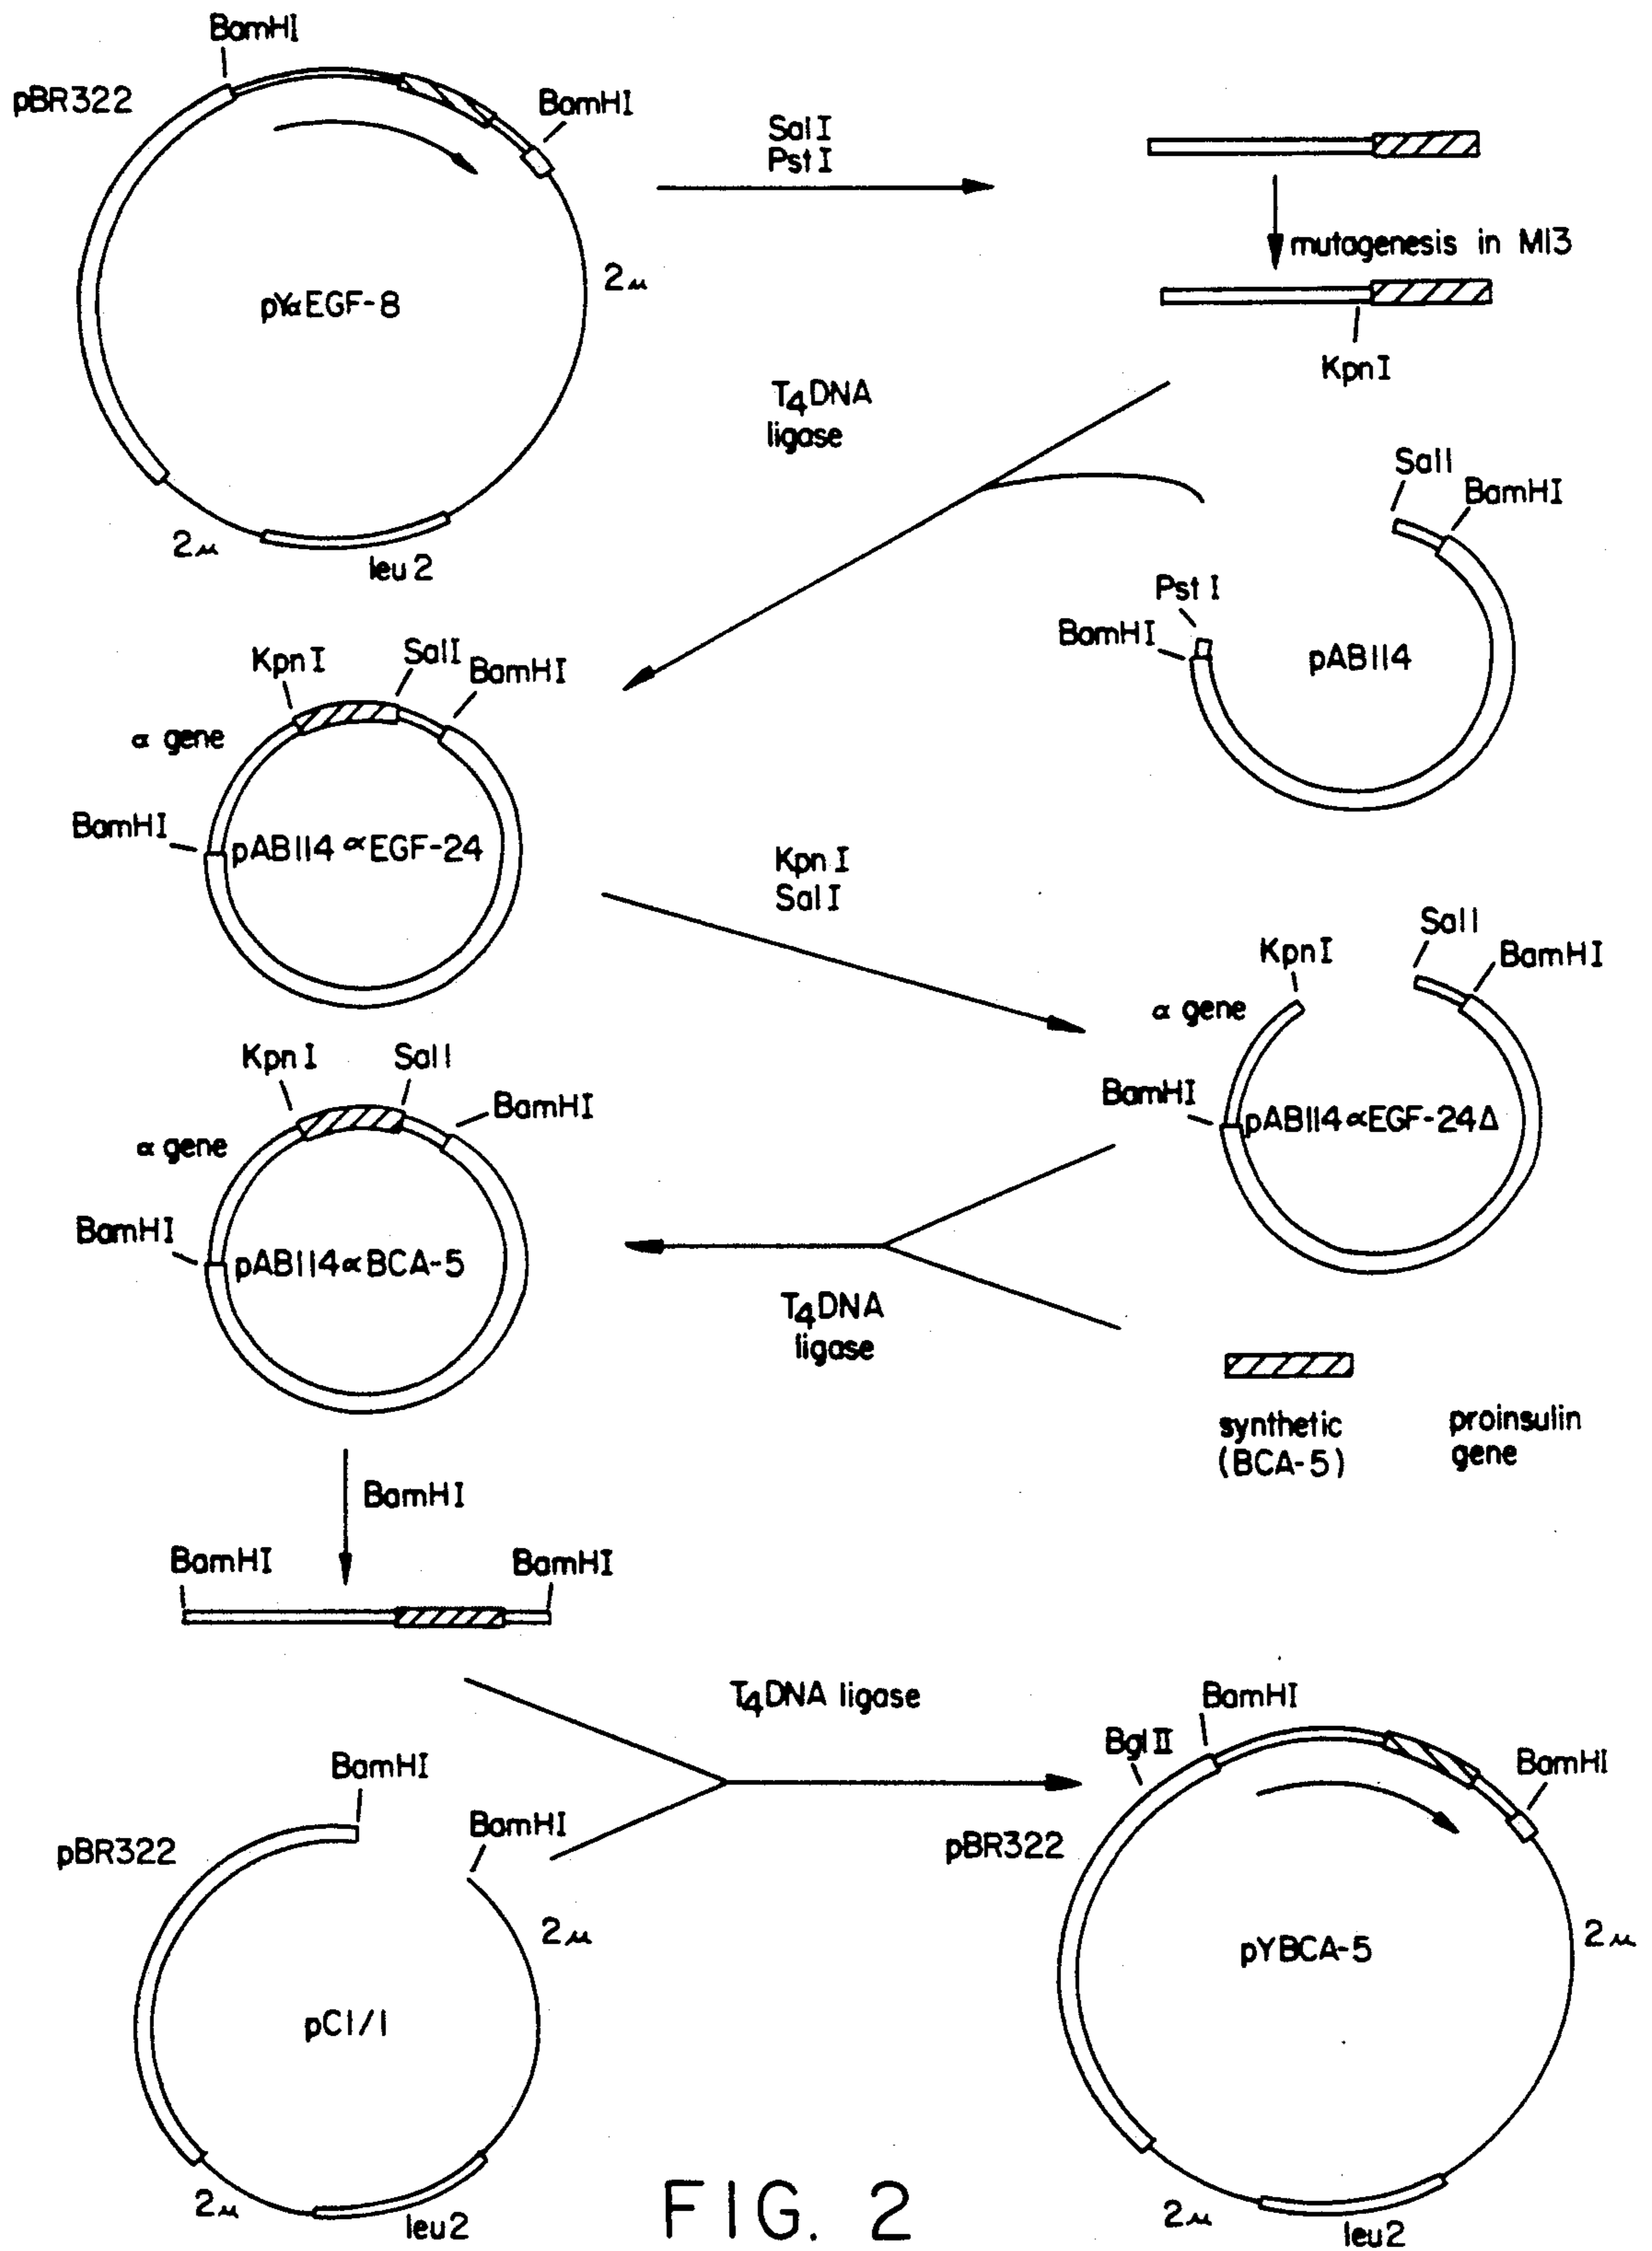 BamHI
pBR322
BamHI
SalI
PstI
mutagenesis in M13
2μ
pYαEGF-8
KpnI
T4DNA
ligase
SalI
BamHI
2μ
leu2
PstI
BamHI
pAB114
KpnI
SalI
BamHI
α gene
BamHI
pAB114αEGF-24
KpnI
SalI
SalI
KpnI
BamHI
α gene
BamHI
pAB114αEGF-24Δ
KpnI
SalI
BamHI
α gene
BamHI
pAB114αBCA-5
T4DNA
ligase
synthetic proinsulin
(BCA-5) gene
BamHI
BamHI
BamHI
T4DNA ligase
BamHI
BglII
BamHI
BamHI
BamHI
pBR322
pBR322
2μ
2μ
pYBCA-5
pC1/1
2μ
leu2
2μ
leu2
FIG. 2